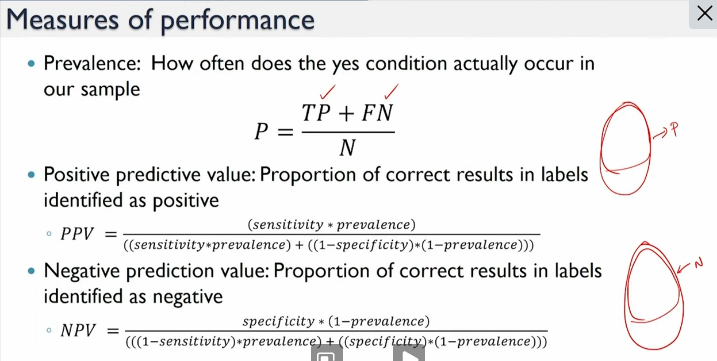 Measures of performance
• Prevalence: How often does the yes condition actually occur in
our sample
P = (TP + FN) / N
→ P
• Positive predictive value: Proportion of correct results in labels
identified as positive
◦ PPV = (sensitivity * prevalence) / ((sensitivity*prevalence) + ((1−specificity)*(1−prevalence)))
• Negative prediction value: Proportion of correct results in labels
identified as negative
← N
◦ NPV = specificity * (1−prevalence) / (((1−sensitivity)*prevalence) + ((specificity)*(1−prevalence)))